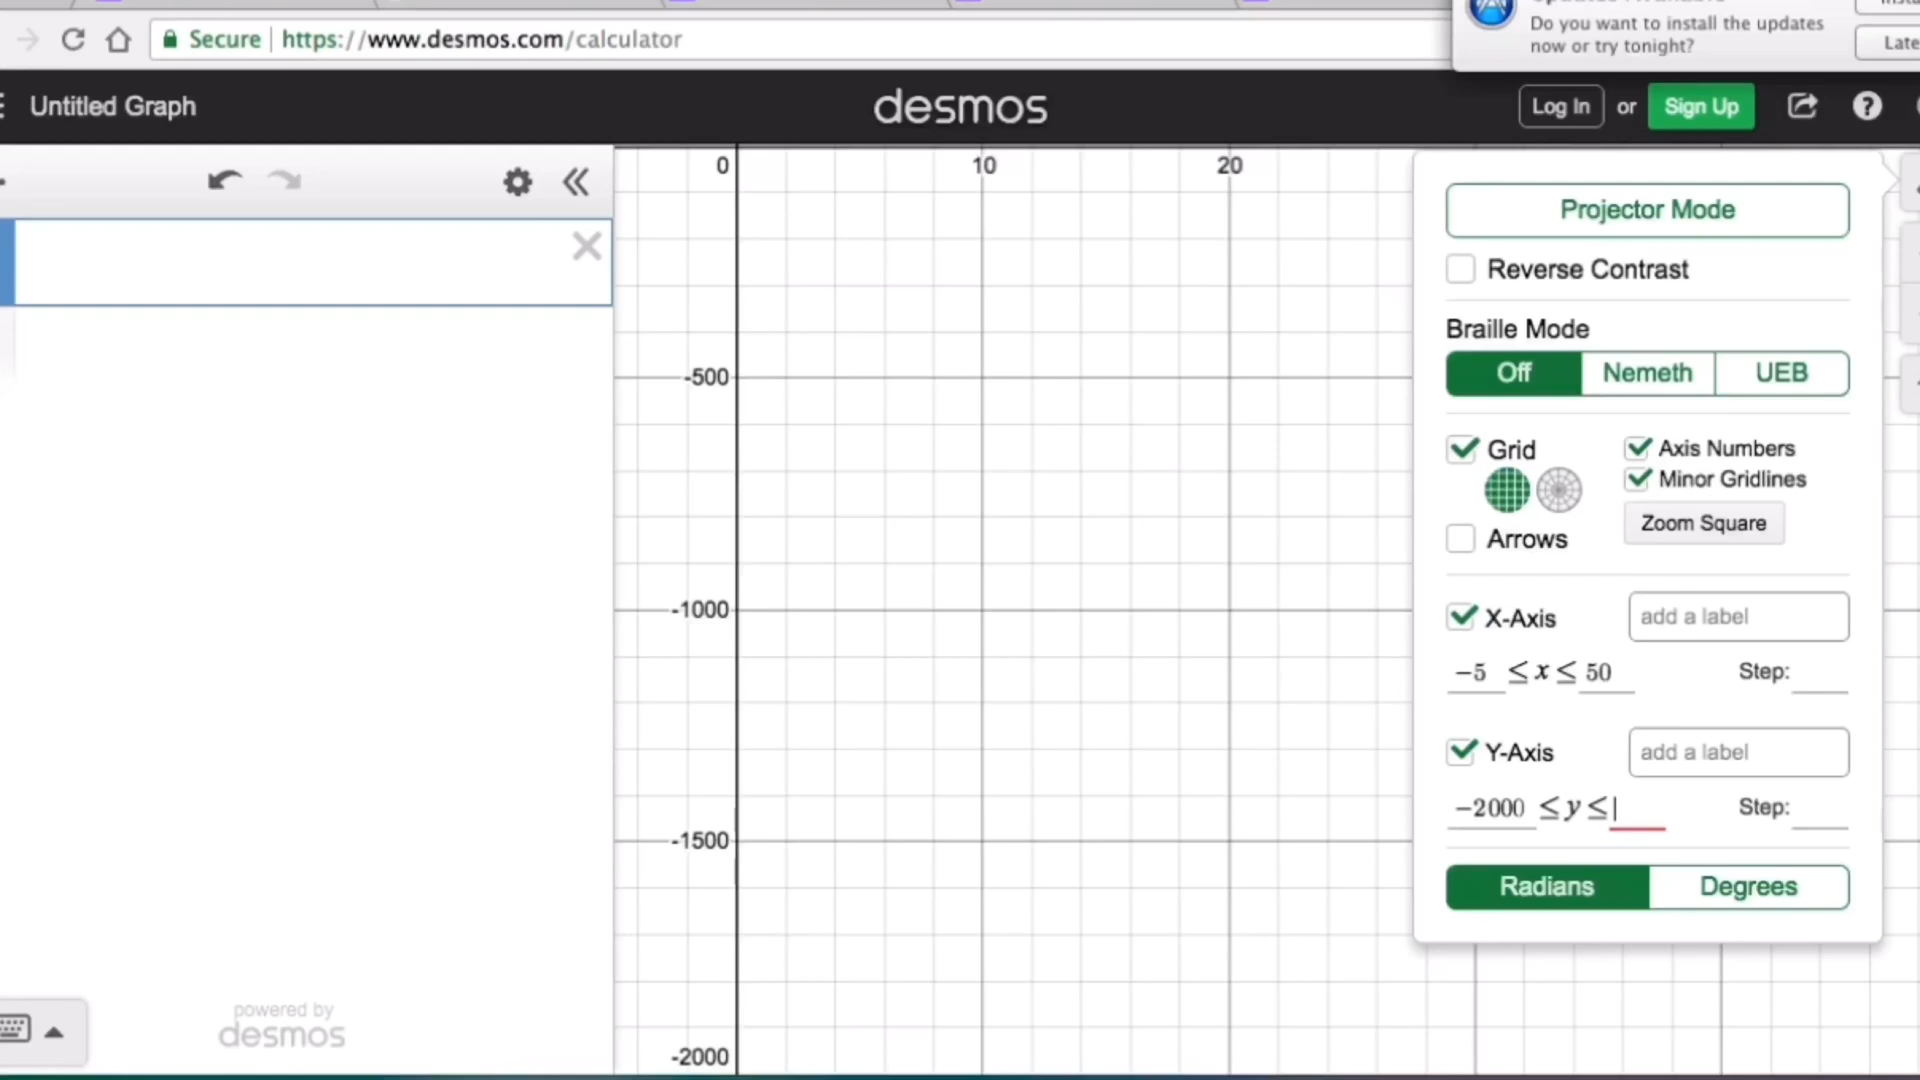 Do you want to install the updates
now or try tonight?
Late
Secure https://www.desmos.com/calculator
Untitled Graph
desmos
Log In or Sign Up
0 10 20
-500
-1000
-1500
-2000
Projector Mode
Reverse Contrast
Braille Mode
Off Nemeth UEB
Grid
Axis Numbers
Minor Gridlines
Zoom Square
Arrows
X-Axis add a label
−5 ≤ x ≤ 50 Step:
Y-Axis add a label
−2000 ≤ y ≤ Step:
Radians Degrees
powered by
desmos